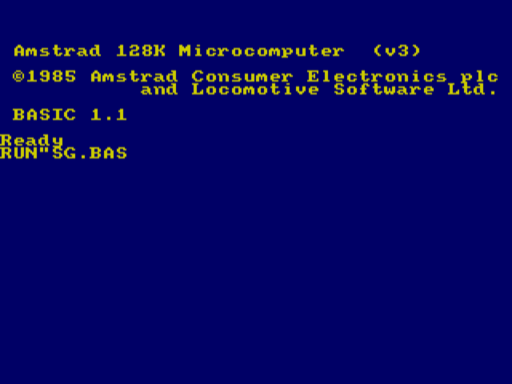 Amstrad 128K Microcomputer (v3)
©1985 Amstrad Consumer Electronics plc
and Locomotive Software Ltd.
BASIC 1.1
Ready
RUN"SG.BAS